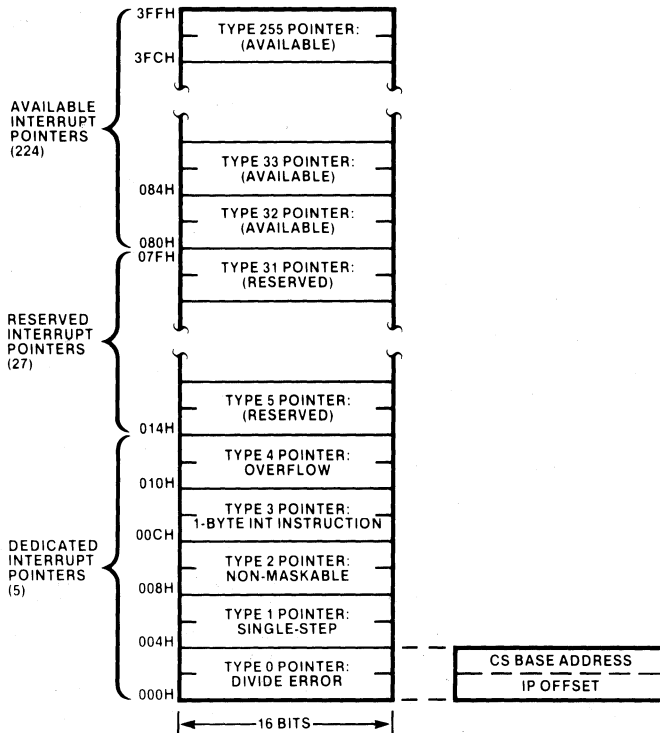 3FFH
TYPE 255 POINTER:
(AVAILABLE)
3FCH
AVAILABLE
INTERRUPT
POINTERS
(224)
TYPE 33 POINTER:
(AVAILABLE)
084H
TYPE 32 POINTER:
(AVAILABLE)
080H
07FH
TYPE 31 POINTER:
(RESERVED)
RESERVED
INTERRUPT
POINTERS
(27)
TYPE 5 POINTER:
(RESERVED)
014H
TYPE 4 POINTER:
OVERFLOW
010H
TYPE 3 POINTER:
1-BYTE INT INSTRUCTION
00CH
DEDICATED
INTERRUPT
POINTERS
(5)
TYPE 2 POINTER:
NON-MASKABLE
008H
TYPE 1 POINTER:
SINGLE-STEP
004H
TYPE 0 POINTER:
DIVIDE ERROR
000H
CS BASE ADDRESS
IP OFFSET
16 BITS